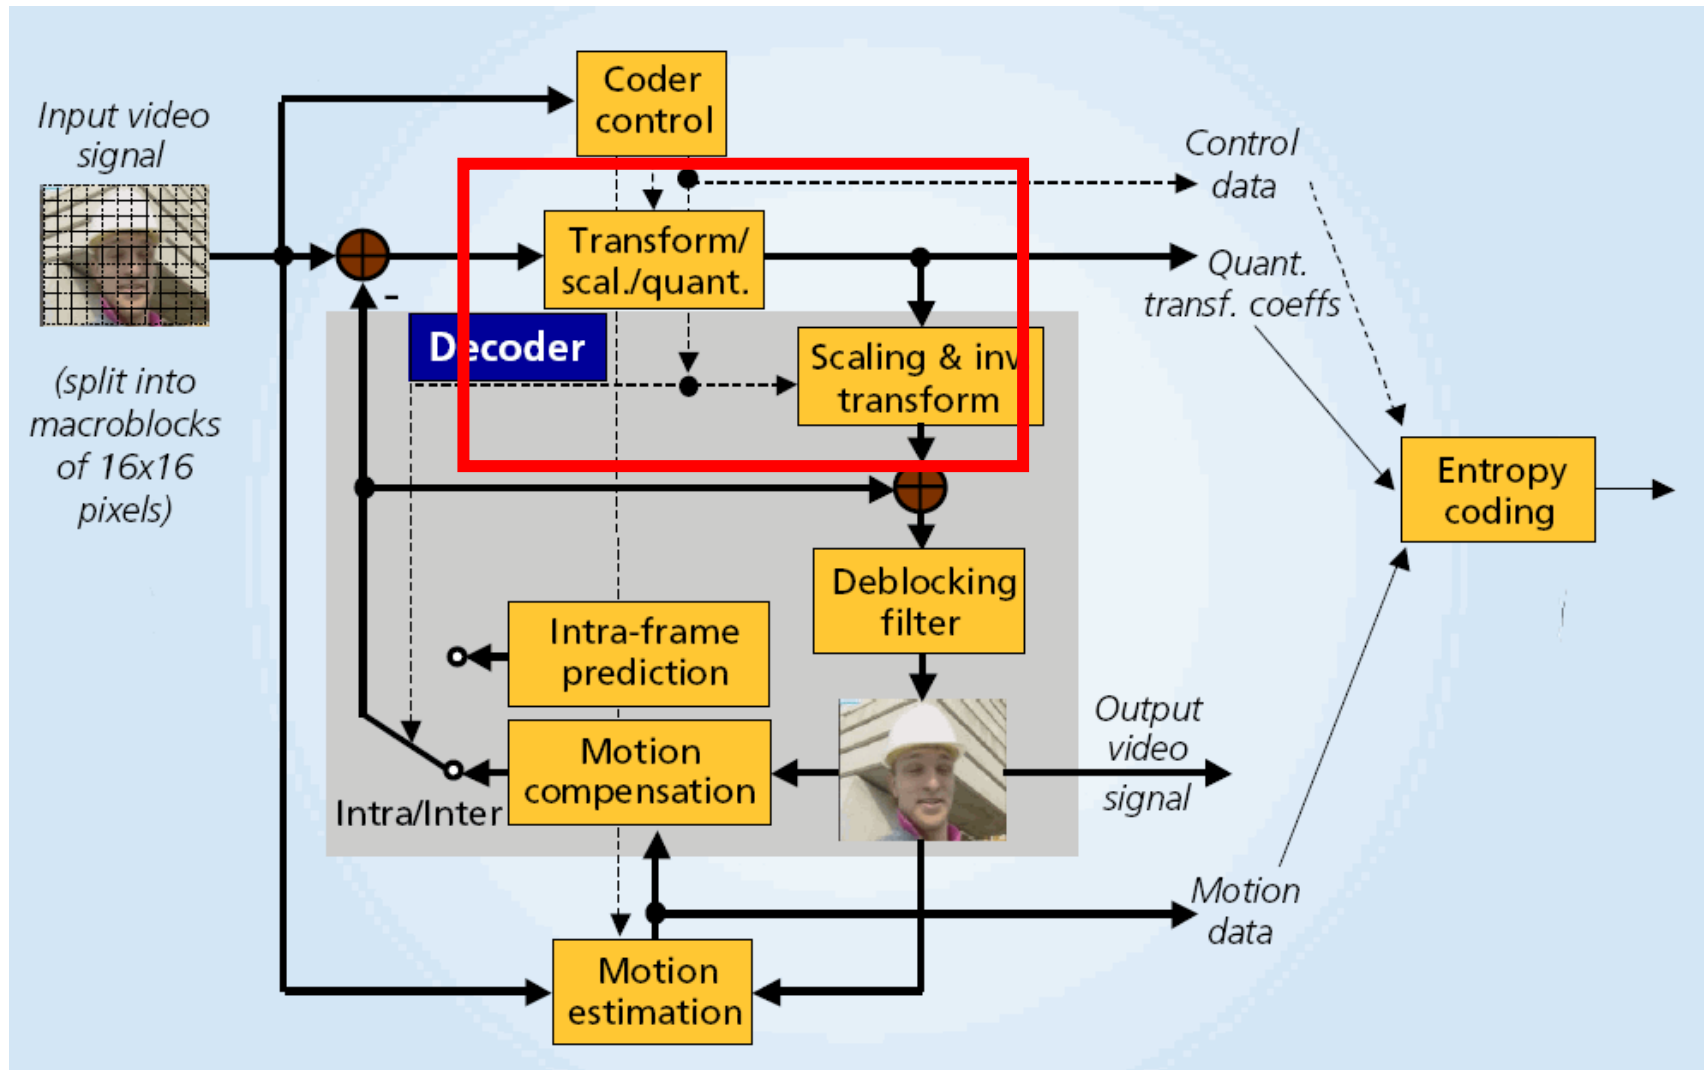 Coder
control
Input video
signal
Control
data
Transform/
scal./quant.
Quant.
transf. coeffs
-
Decoder
Scaling & inv
transform
(split into
macroblocks
of 16x16
pixels)
Entropy
coding
Deblocking
filter
Intra-frame
prediction
Output
video
signal
Motion
compensation
Intra/Inter
Motion
data
Motion
estimation